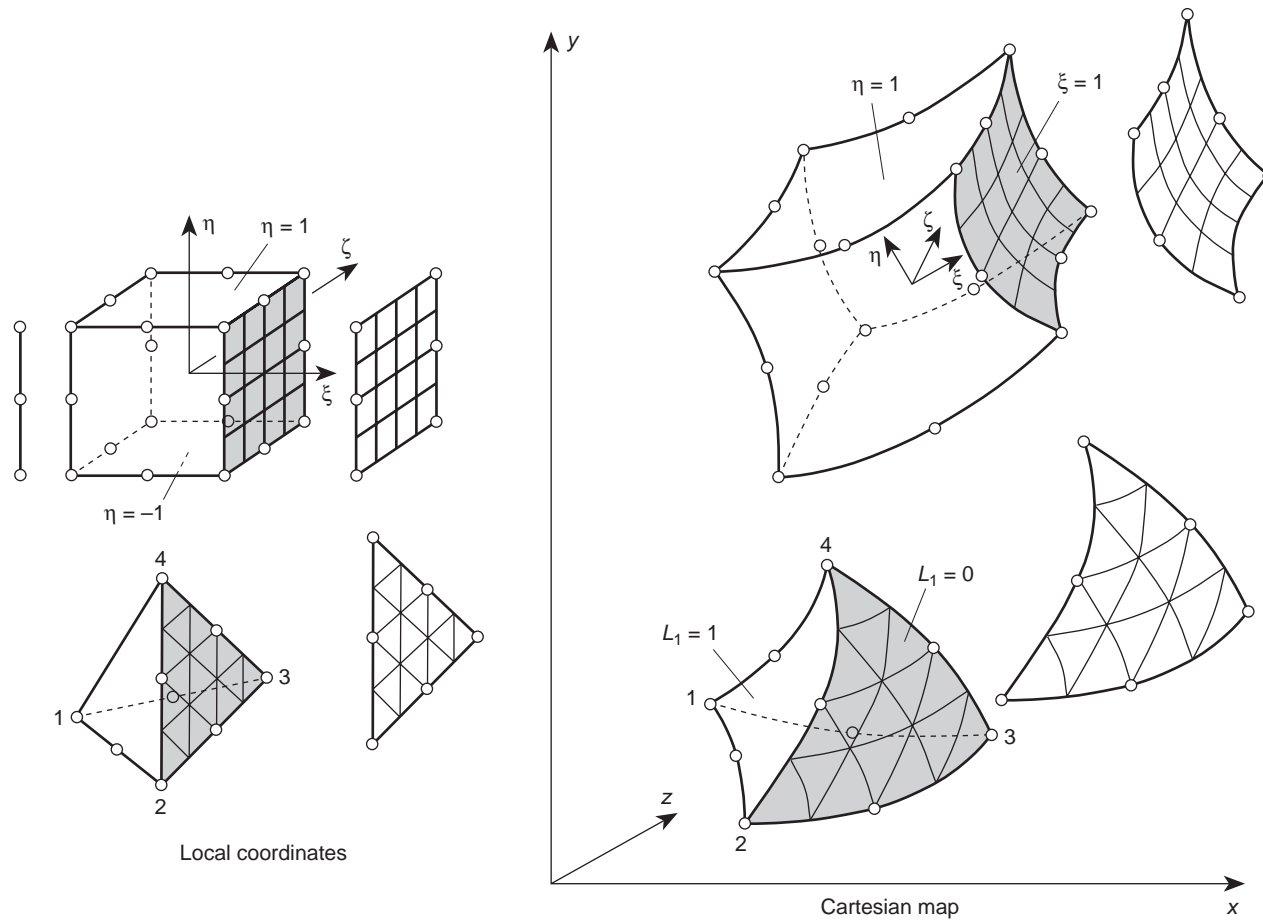 η
η = 1
ζ
ξ
η = –1
4
1
3
2
Local coordinates
y
η = 1
ξ = 1
ζ
η
ξ
4
L1 = 0
L1 = 1
1
3
z
2
Cartesian map
x